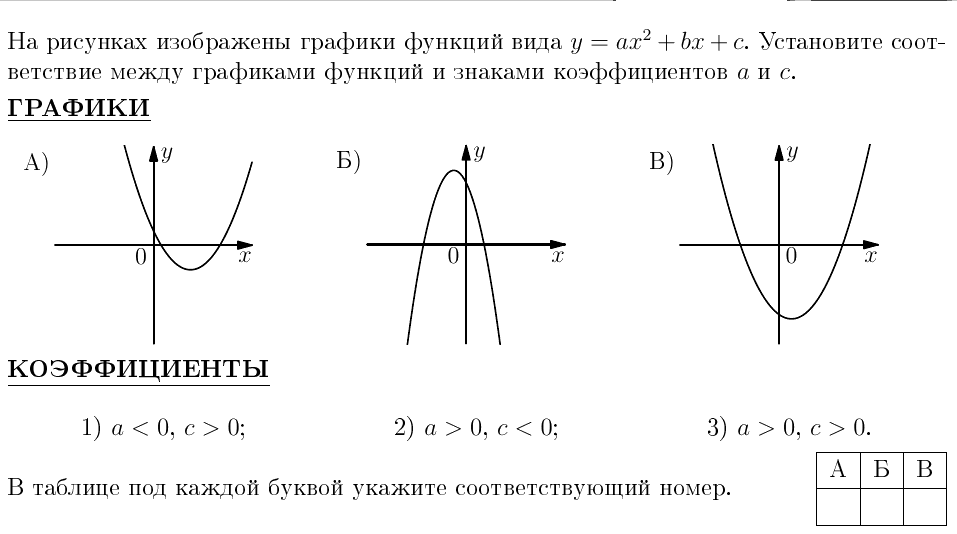 На рисунках изображены графики функций вида y = ax² + bx + c. Установите соот-
ветствие между графиками функций и знаками коэффициентов a и c.
ГРАФИКИ
А) y 0 x
Б) y 0 x
В) y 0 x
КОЭФФИЦИЕНТЫ
1) a < 0, c > 0; 2) a > 0, c < 0; 3) a > 0, c > 0.
В таблице под каждой буквой укажите соответствующий номер.
А Б В